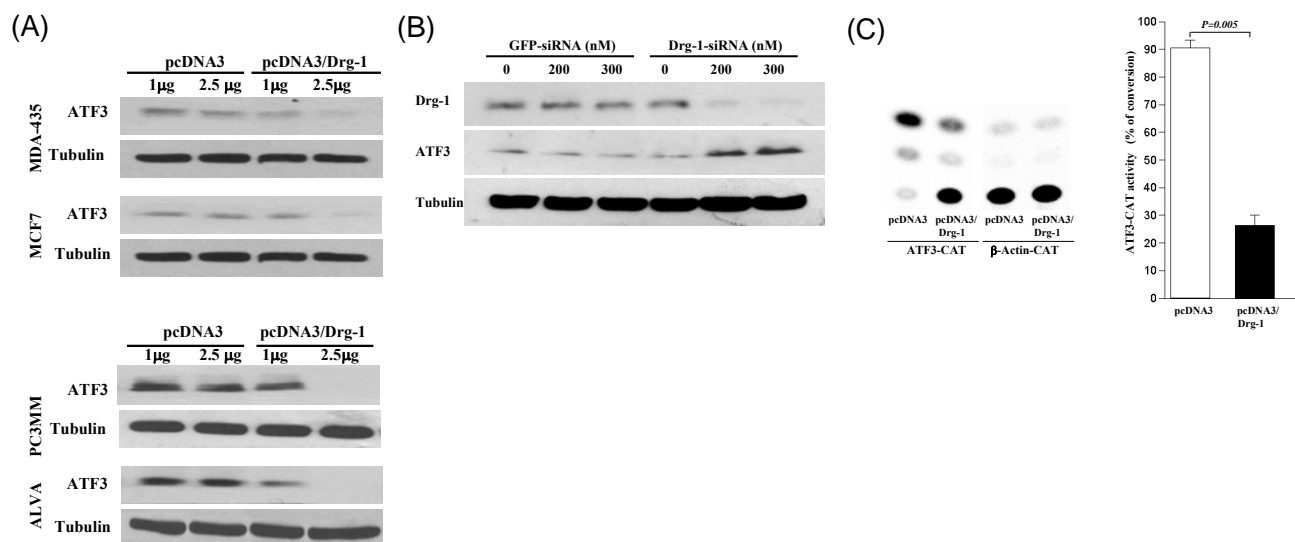 (A)
pcDNA3 pcDNA3/Drg-1
1µg 2.5 µg 1µg 2.5µg
MDA-435
ATF3
Tubulin
MCF7
ATF3
Tubulin
pcDNA3 pcDNA3/Drg-1
1µg 2.5 µg 1µg 2.5µg
PC3MM
ATF3
Tubulin
ALVA
ATF3
Tubulin
(B)
GFP-siRNA (nM) Drg-1-siRNA (nM)
0 200 300 0 200 300
Drg-1
ATF3
Tubulin
(C)
pcDNA3 pcDNA3/ pcDNA3 pcDNA3/
Drg-1 Drg-1
ATF3-CAT β-Actin-CAT
P=0.005
ATF3-CAT activity (% of conversion)
100
90
80
70
60
50
40
30
20
10
0
pcDNA3 pcDNA3/
Drg-1